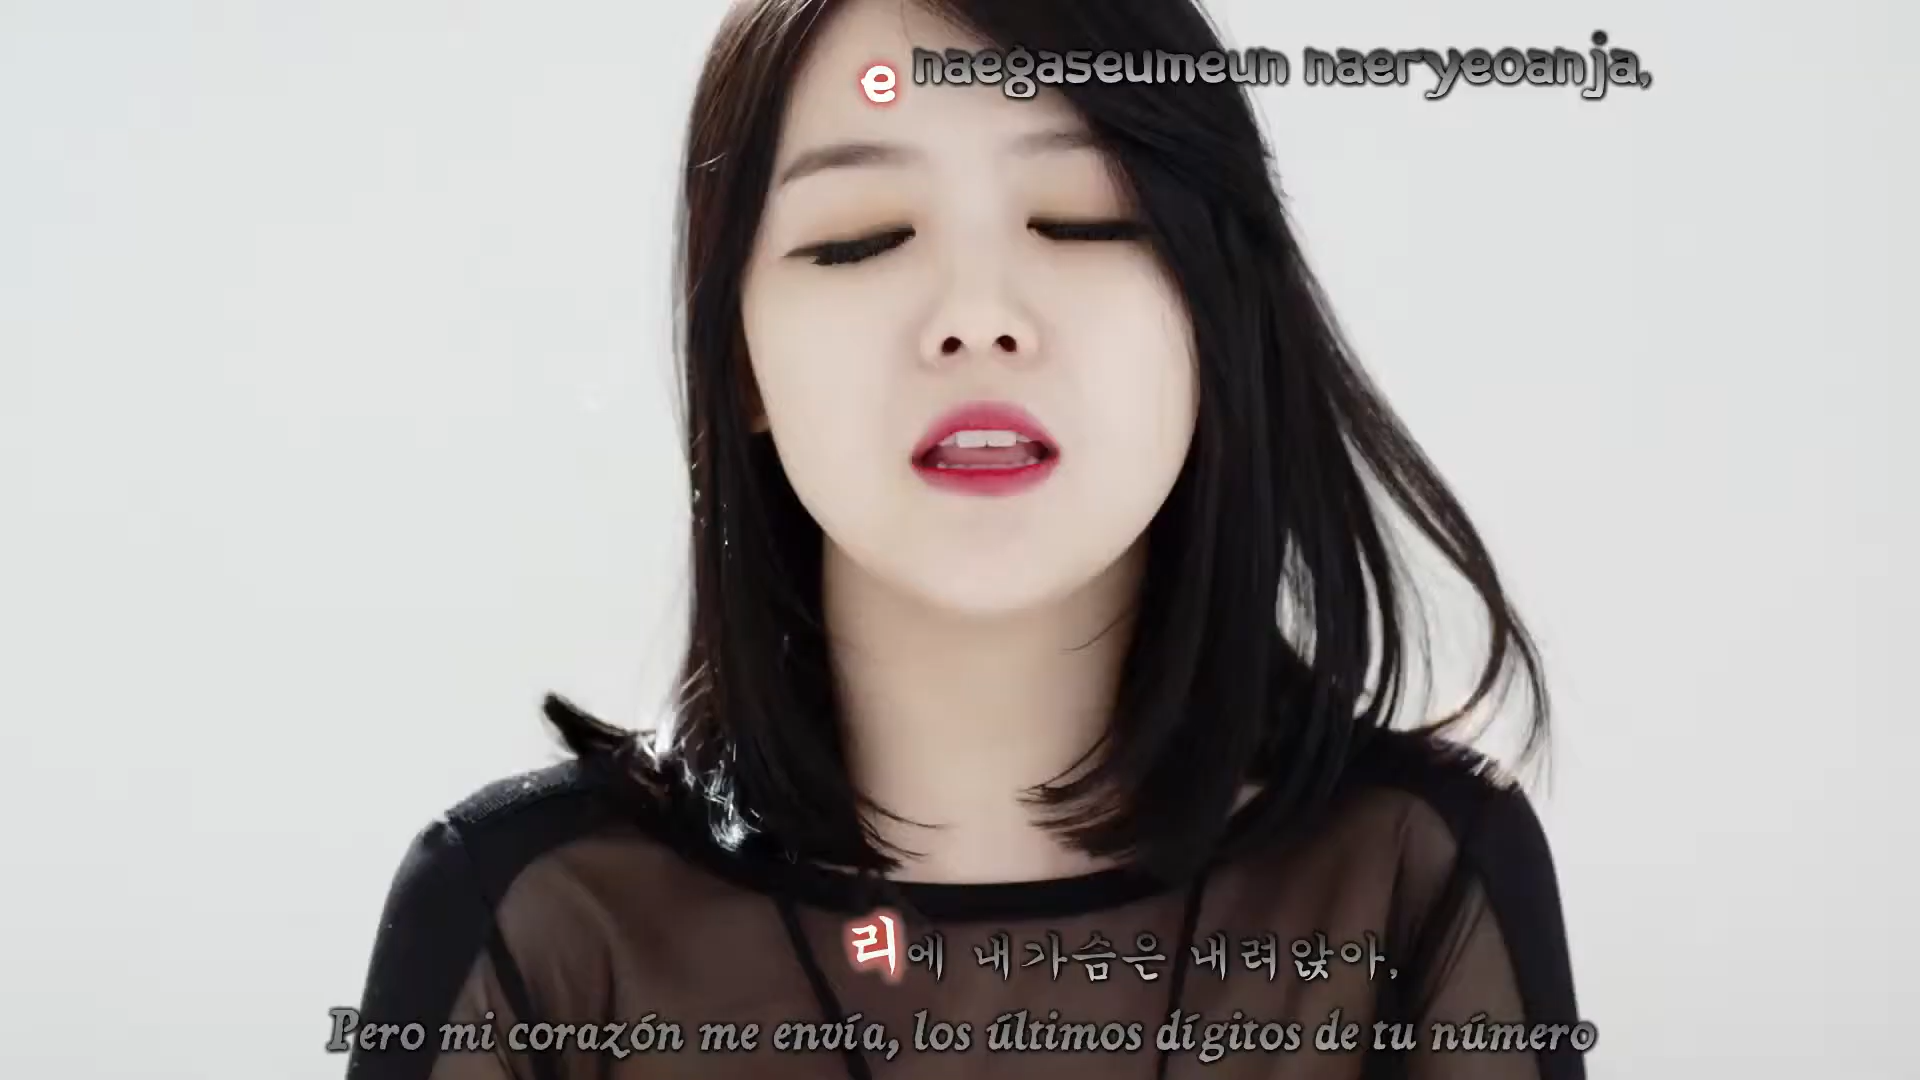 e naegaseumeun naeryeoanja,
리에 내가슴은 내려앉아,
Pero mi corazón me envía, los últimos dígitos de tu número